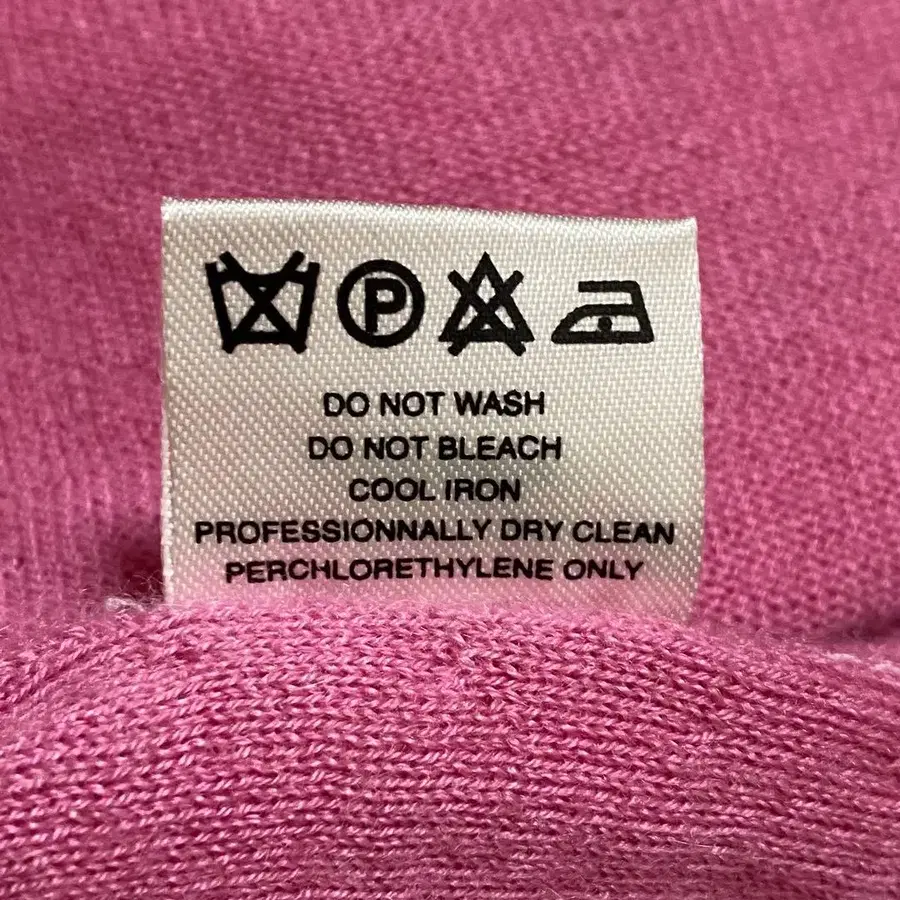 P
DO NOT WASH
DO NOT BLEACH
COOL IRON
PROFESSIONNALLY DRY CLEAN
PERCHLORETHYLENE ONLY